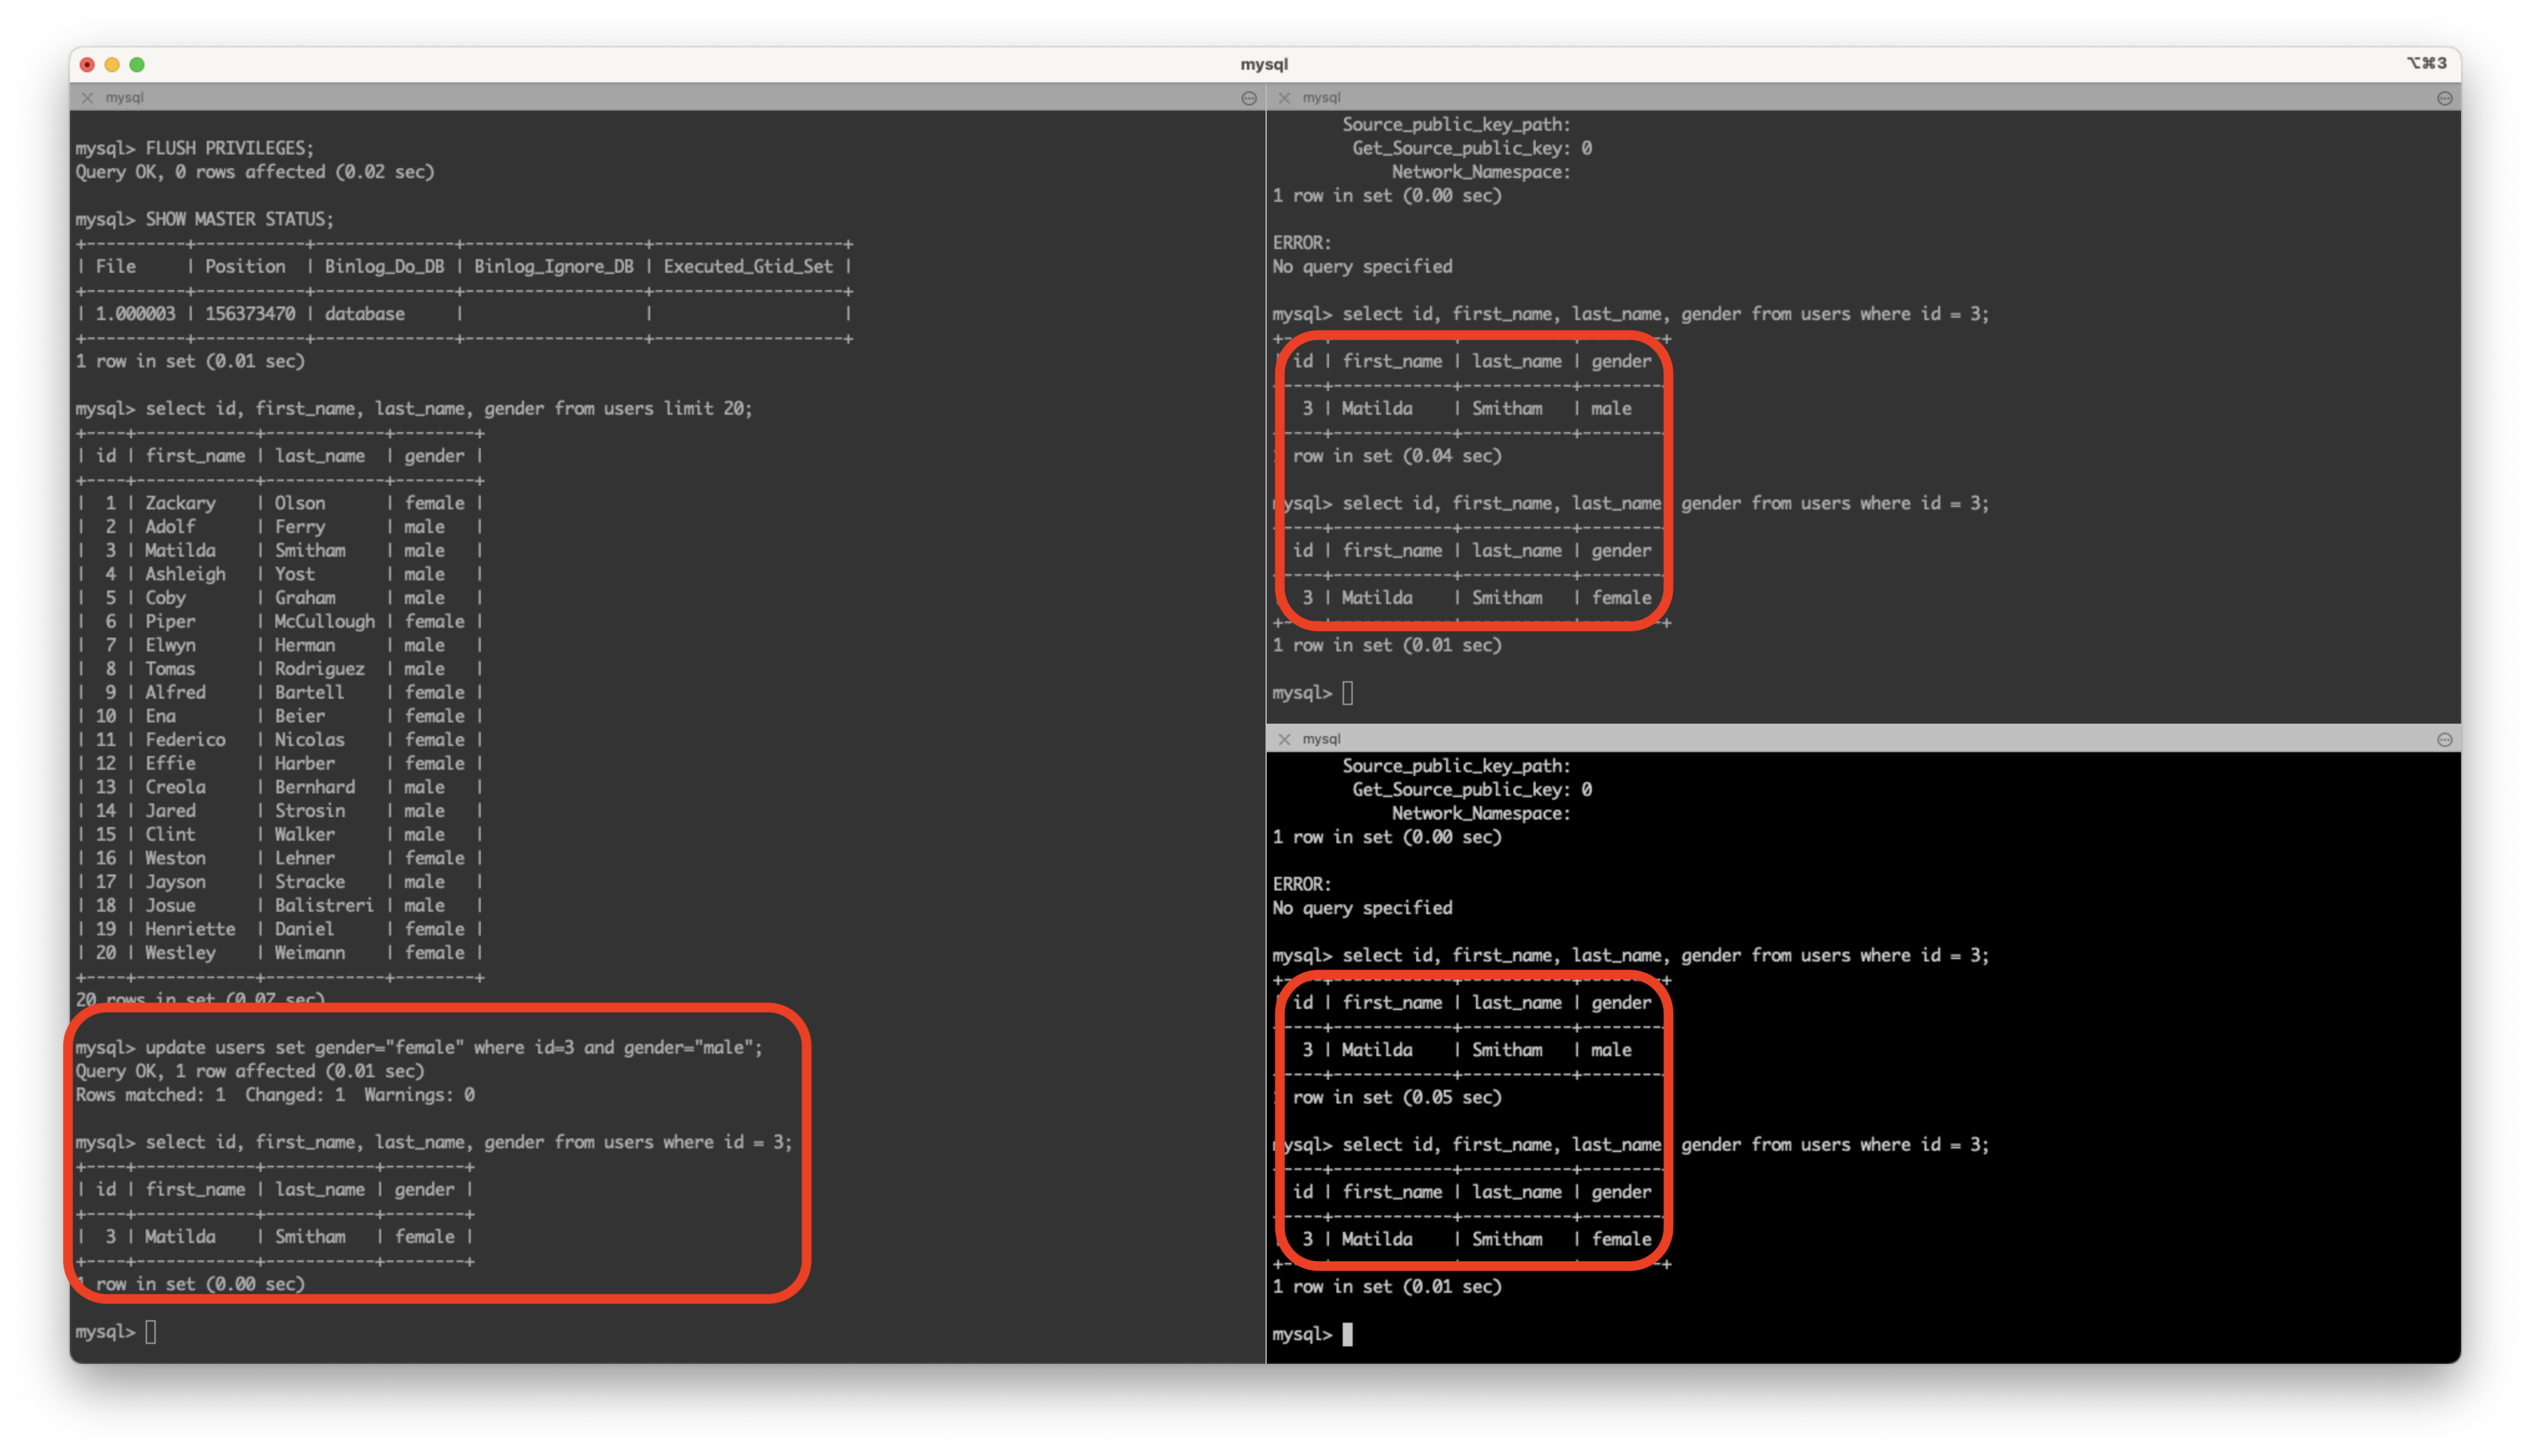 mysql
⌥⌘3
mysql
mysql> FLUSH PRIVILEGES;
Query OK, 0 rows affected (0.02 sec)
mysql> SHOW MASTER STATUS;
+----------+-----------+--------------+------------------+-------------------+
| File     | Position  | Binlog_Do_DB | Binlog_Ignore_DB | Executed_Gtid_Set |
+----------+-----------+--------------+------------------+-------------------+
| 1.000003 | 156373470 | database     |                  |                   |
+----------+-----------+--------------+------------------+-------------------+
1 row in set (0.01 sec)
mysql> select id, first_name, last_name, gender from users limit 20;
+----+------------+------------+--------+
| id | first_name | last_name  | gender |
+----+------------+------------+--------+
|  1 | Zackary    | Olson      | female |
|  2 | Adolf      | Ferry      | male   |
|  3 | Matilda    | Smitham    | male   |
|  4 | Ashleigh   | Yost       | male   |
|  5 | Coby       | Graham     | male   |
|  6 | Piper      | McCullough | female |
|  7 | Elwyn      | Herman     | male   |
|  8 | Tomas      | Rodriguez  | male   |
|  9 | Alfred     | Bartell    | female |
| 10 | Ena        | Beier      | female |
| 11 | Federico   | Nicolas    | female |
| 12 | Effie      | Harber     | female |
| 13 | Creola     | Bernhard   | male   |
| 14 | Jared      | Strosin    | male   |
| 15 | Clint      | Walker     | male   |
| 16 | Weston     | Lehner     | female |
| 17 | Jayson     | Stracke    | male   |
| 18 | Josue      | Balistreri | male   |
| 19 | Henriette  | Daniel     | female |
| 20 | Westley    | Weimann    | female |
+----+------------+------------+--------+
20 rows in set (0.07 sec)
mysql> update users set gender="female" where id=3 and gender="male";
Query OK, 1 row affected (0.01 sec)
Rows matched: 1  Changed: 1  Warnings: 0
mysql> select id, first_name, last_name, gender from users where id = 3;
+----+------------+-----------+--------+
| id | first_name | last_name | gender |
+----+------------+-----------+--------+
|  3 | Matilda    | Smitham   | female |
+----+------------+-----------+--------+
1 row in set (0.00 sec)
mysql>
mysql
Source_public_key_path:
Get_Source_public_key: 0
Network_Namespace:
1 row in set (0.00 sec)
ERROR:
No query specified
mysql> select id, first_name, last_name, gender from users where id = 3;
id | first_name | last_name | gender
----+------------+-----------+--------
3 | Matilda    | Smitham   | male
----+------------+-----------+--------
row in set (0.04 sec)
mysql> select id, first_name, last_name gender from users where id = 3;
----+------------+-----------+--------
id | first_name | last_name | gender
----+------------+-----------+--------
3 | Matilda    | Smitham   | female
1 row in set (0.01 sec)
mysql>
mysql
Source_public_key_path:
Get_Source_public_key: 0
Network_Namespace:
1 row in set (0.00 sec)
ERROR:
No query specified
mysql> select id, first_name, last_name, gender from users where id = 3;
id | first_name | last_name | gender
----+------------+-----------+--------
3 | Matilda    | Smitham   | male
----+------------+-----------+--------
row in set (0.05 sec)
mysql> select id, first_name, last_name gender from users where id = 3;
----+------------+-----------+--------
id | first_name | last_name | gender
----+------------+-----------+--------
3 | Matilda    | Smitham   | female
1 row in set (0.01 sec)
mysql>